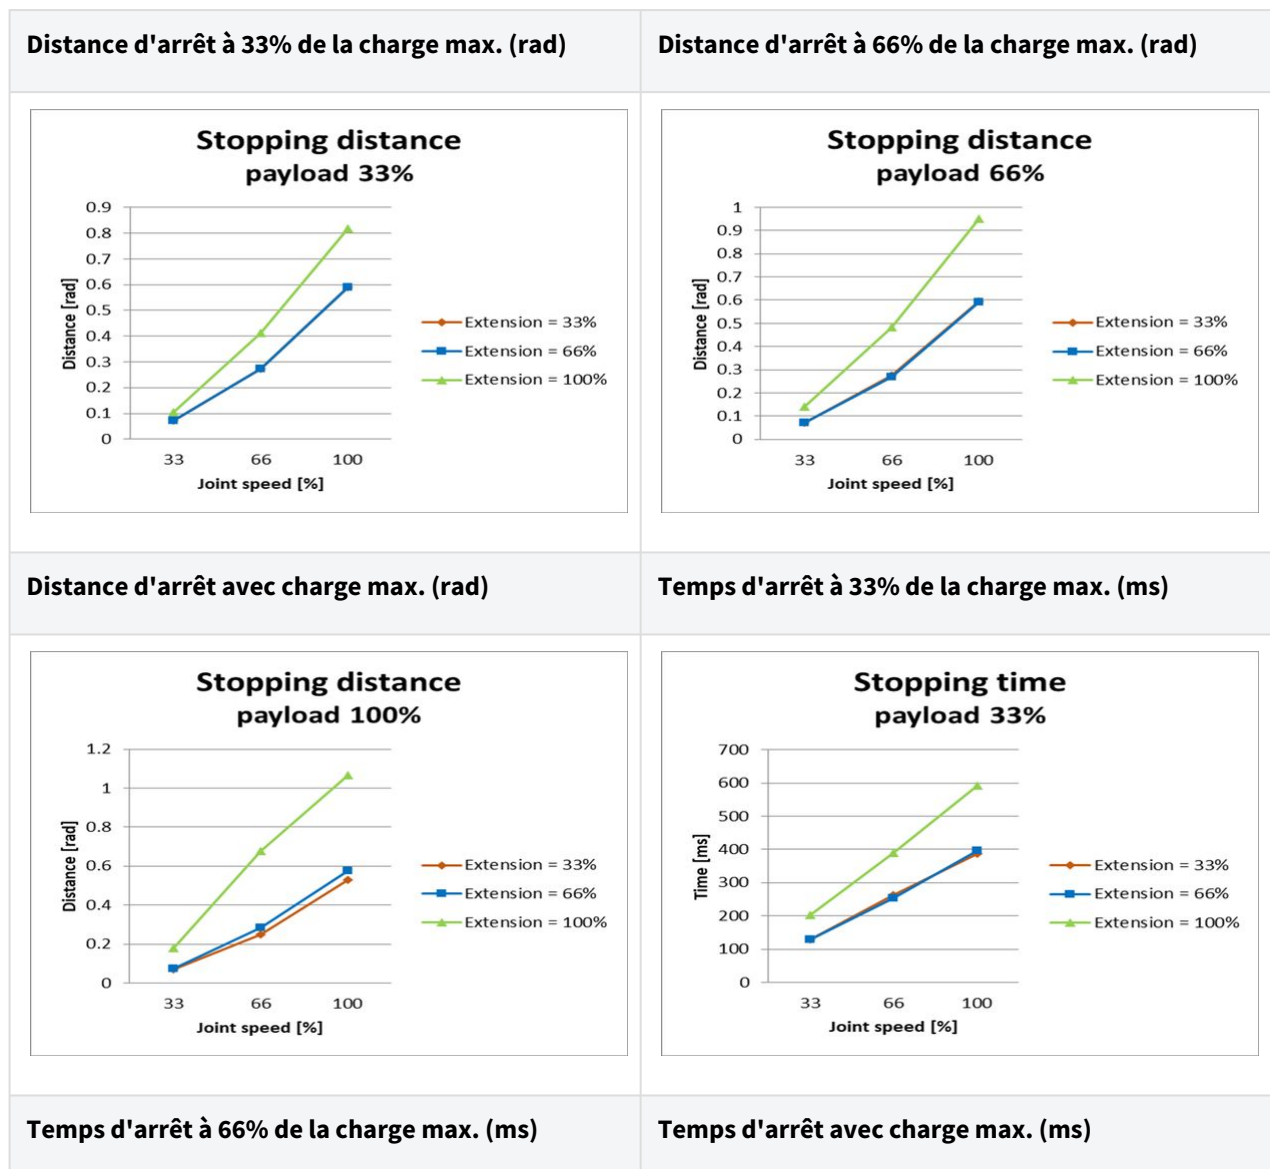 Distance d'arrêt à 33% de la charge max. (rad)
Distance d'arrêt à 66% de la charge max. (rad)
Stopping distance
payload 33%
0.9
0.8
0.7
0.6
0.5
0.4
0.3
0.2
0.1
0
Distance [rad]
33 66 100
Joint speed [%]
Extension = 33%
Extension = 66%
Extension = 100%
Stopping distance
payload 66%
1
0.9
0.8
0.7
0.6
0.5
0.4
0.3
0.2
0.1
0
Distance [rad]
33 66 100
Joint speed [%]
Extension = 33%
Extension = 66%
Extension = 100%
Distance d'arrêt avec charge max. (rad)
Temps d'arrêt à 33% de la charge max. (ms)
Stopping distance
payload 100%
1.2
1
0.8
0.6
0.4
0.2
0
Distance [rad]
33 66 100
Joint speed [%]
Extension = 33%
Extension = 66%
Extension = 100%
Stopping time
payload 33%
700
600
500
400
300
200
100
0
Time [ms]
33 66 100
Joint speed [%]
Extension = 33%
Extension = 66%
Extension = 100%
Temps d'arrêt à 66% de la charge max. (ms)
Temps d'arrêt avec charge max. (ms)